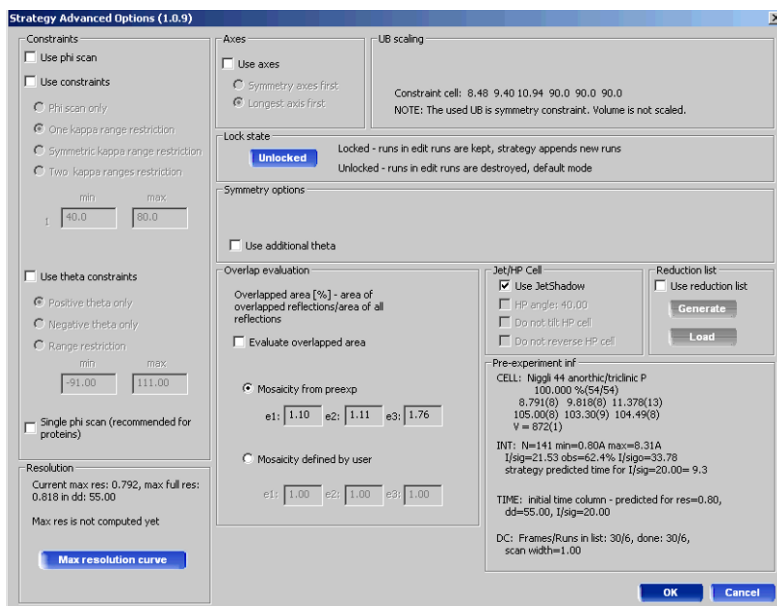 Strategy Advanced Options (1.0.9)
Constraints
Use phi scan
Use constraints
Phi scan only
One kappa range restriction
Symmetric kappa range restriction
Two kappa ranges restriction
min max
1 40.0 80.0
Use theta constraints
Positive theta only
Negative theta only
Range restriction
min max
-91.00 111.00
Single phi scan (recommended for
proteins)
Resolution
Current max res: 0.792, max full res:
0.818 in dd: 55.00
Max res is not computed yet
Max resolution curve
Axes
Use axes
Symmetry axes first
Longest axis first
UB scaling
Constraint cell: 8.48 9.40 10.94 90.0 90.0 90.0
NOTE: The used UB is symmetry constraint. Volume is not scaled.
Lock state
Unlocked
Locked - runs in edit runs are kept, strategy appends new runs
Unlocked - runs in edit runs are destroyed, default mode
Symmetry options
Use additional theta
Overlap evaluation
Overlapped area [%] - area of
overlapped reflections/area of all
reflections
Evaluate overlapped area
Mosaicity from preexp
e1: 1.10 e2: 1.11 e3: 1.76
Mosaicity defined by user
e1: 1.00 e2: 1.00 e3: 1.00
Jet/HP Cell
Use JetShadow
HP angle: 40.00
Do not tilt HP cell
Do not reverse HP cell
Reduction list
Use reduction list
Generate
Load
Pre-experiment inf
CELL: Niggli 44 anorthic/triclinic P
100.000 %(54/54)
8.791(8) 9.818(8) 11.378(13)
105.00(8) 103.30(9) 104.49(8)
V = 872(1)
INT: N=141 min=0.80A max=8.31A
I/sig=21.53 obs=62.4% I/sigo=33.78
strategy predicted time for I/sig=20.00= 9.3
TIME: initial time column - predicted for res=0.80,
dd=55.00, I/sig=20.00
DC: Frames/Runs in list: 30/6, done: 30/6,
scan width=1.00
OK Cancel